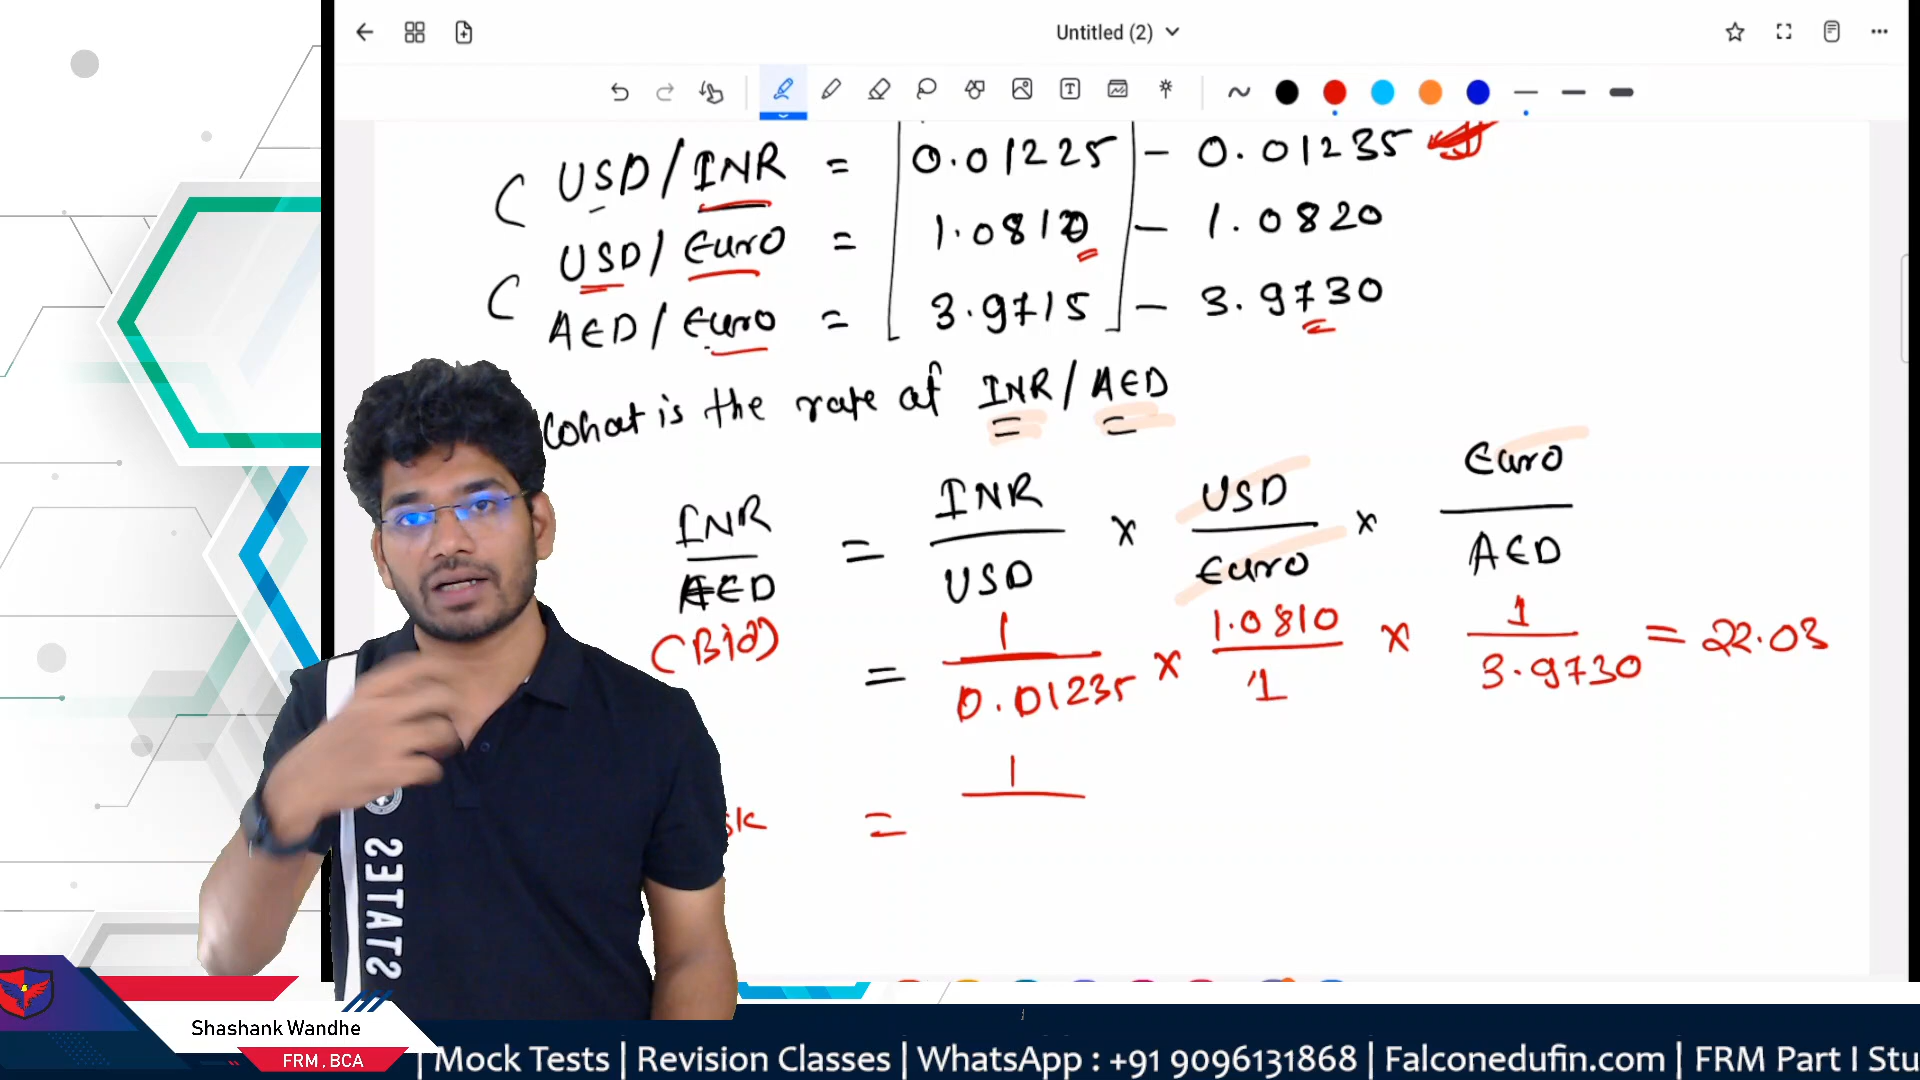 Untitled (2)
USD/INR = 0.01225 - 0.01235
USD/Euro = 1.0810 - 1.0820
AED/Euro = 3.9715 - 3.9730
What is the rate of INR/AED
INR/AED = INR/USD x USD/Euro x Euro/AED
(Bid) = 1/0.01235 x 1.0810/1 x 1/3.9730 = 22.03
sk = 1
STATES
Shashank Wandhe
FRM, BCA
| Mock Tests | Revision Classes | WhatsApp : +91 9096131868 | Falconedufin.com | FRM Part I Stu